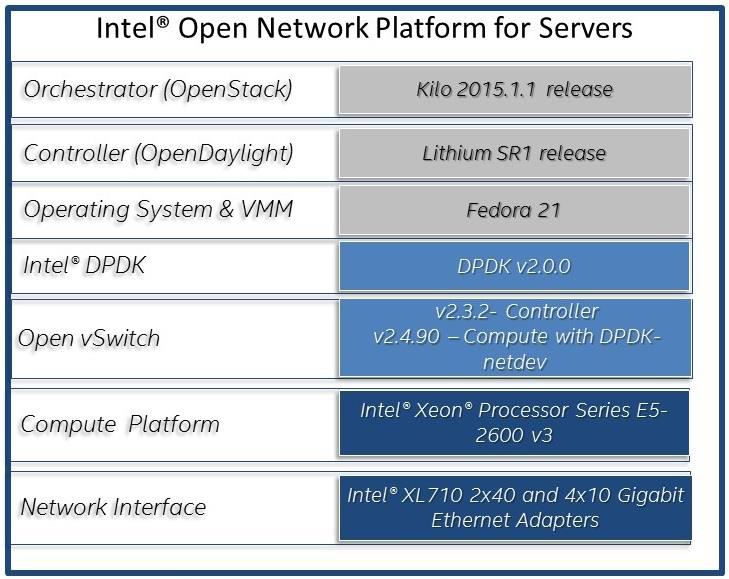 Intel® Open Network Platform for Servers
Orchestrator (OpenStack)
Kilo 2015.1.1 release
Controller (OpenDaylight)
Lithium SR1 release
Operating System & VMM
Fedora 21
Intel® DPDK
DPDK v2.0.0
Open vSwitch
v2.3.2- Controller
v2.4.90 – Compute with DPDK-
netdev
Compute Platform
Intel® Xeon® Processor Series E5-
2600 v3
Network Interface
Intel® XL710 2x40 and 4x10 Gigabit
Ethernet Adapters